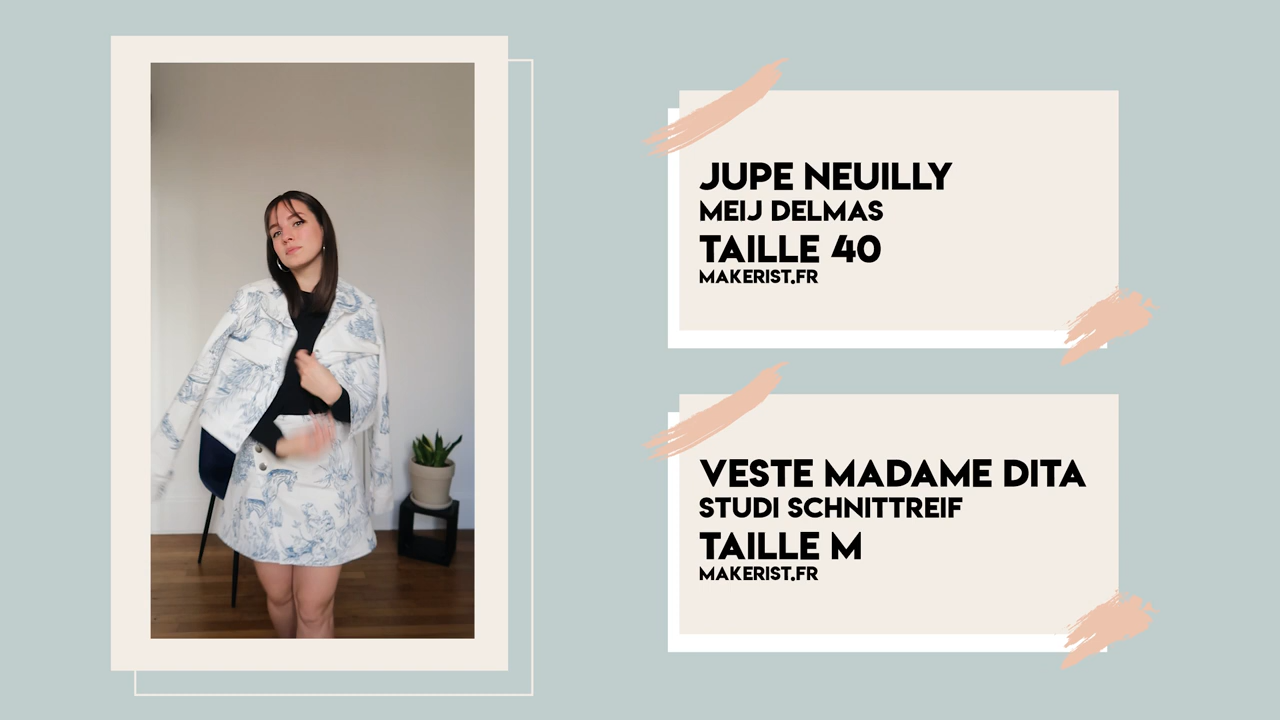 JUPE NEUILLY
MEIJ DELMAS
TAILLE 40
MAKERIST.FR
VESTE MADAME DITA
STUDI SCHNITTREIF
TAILLE M
MAKERIST.FR